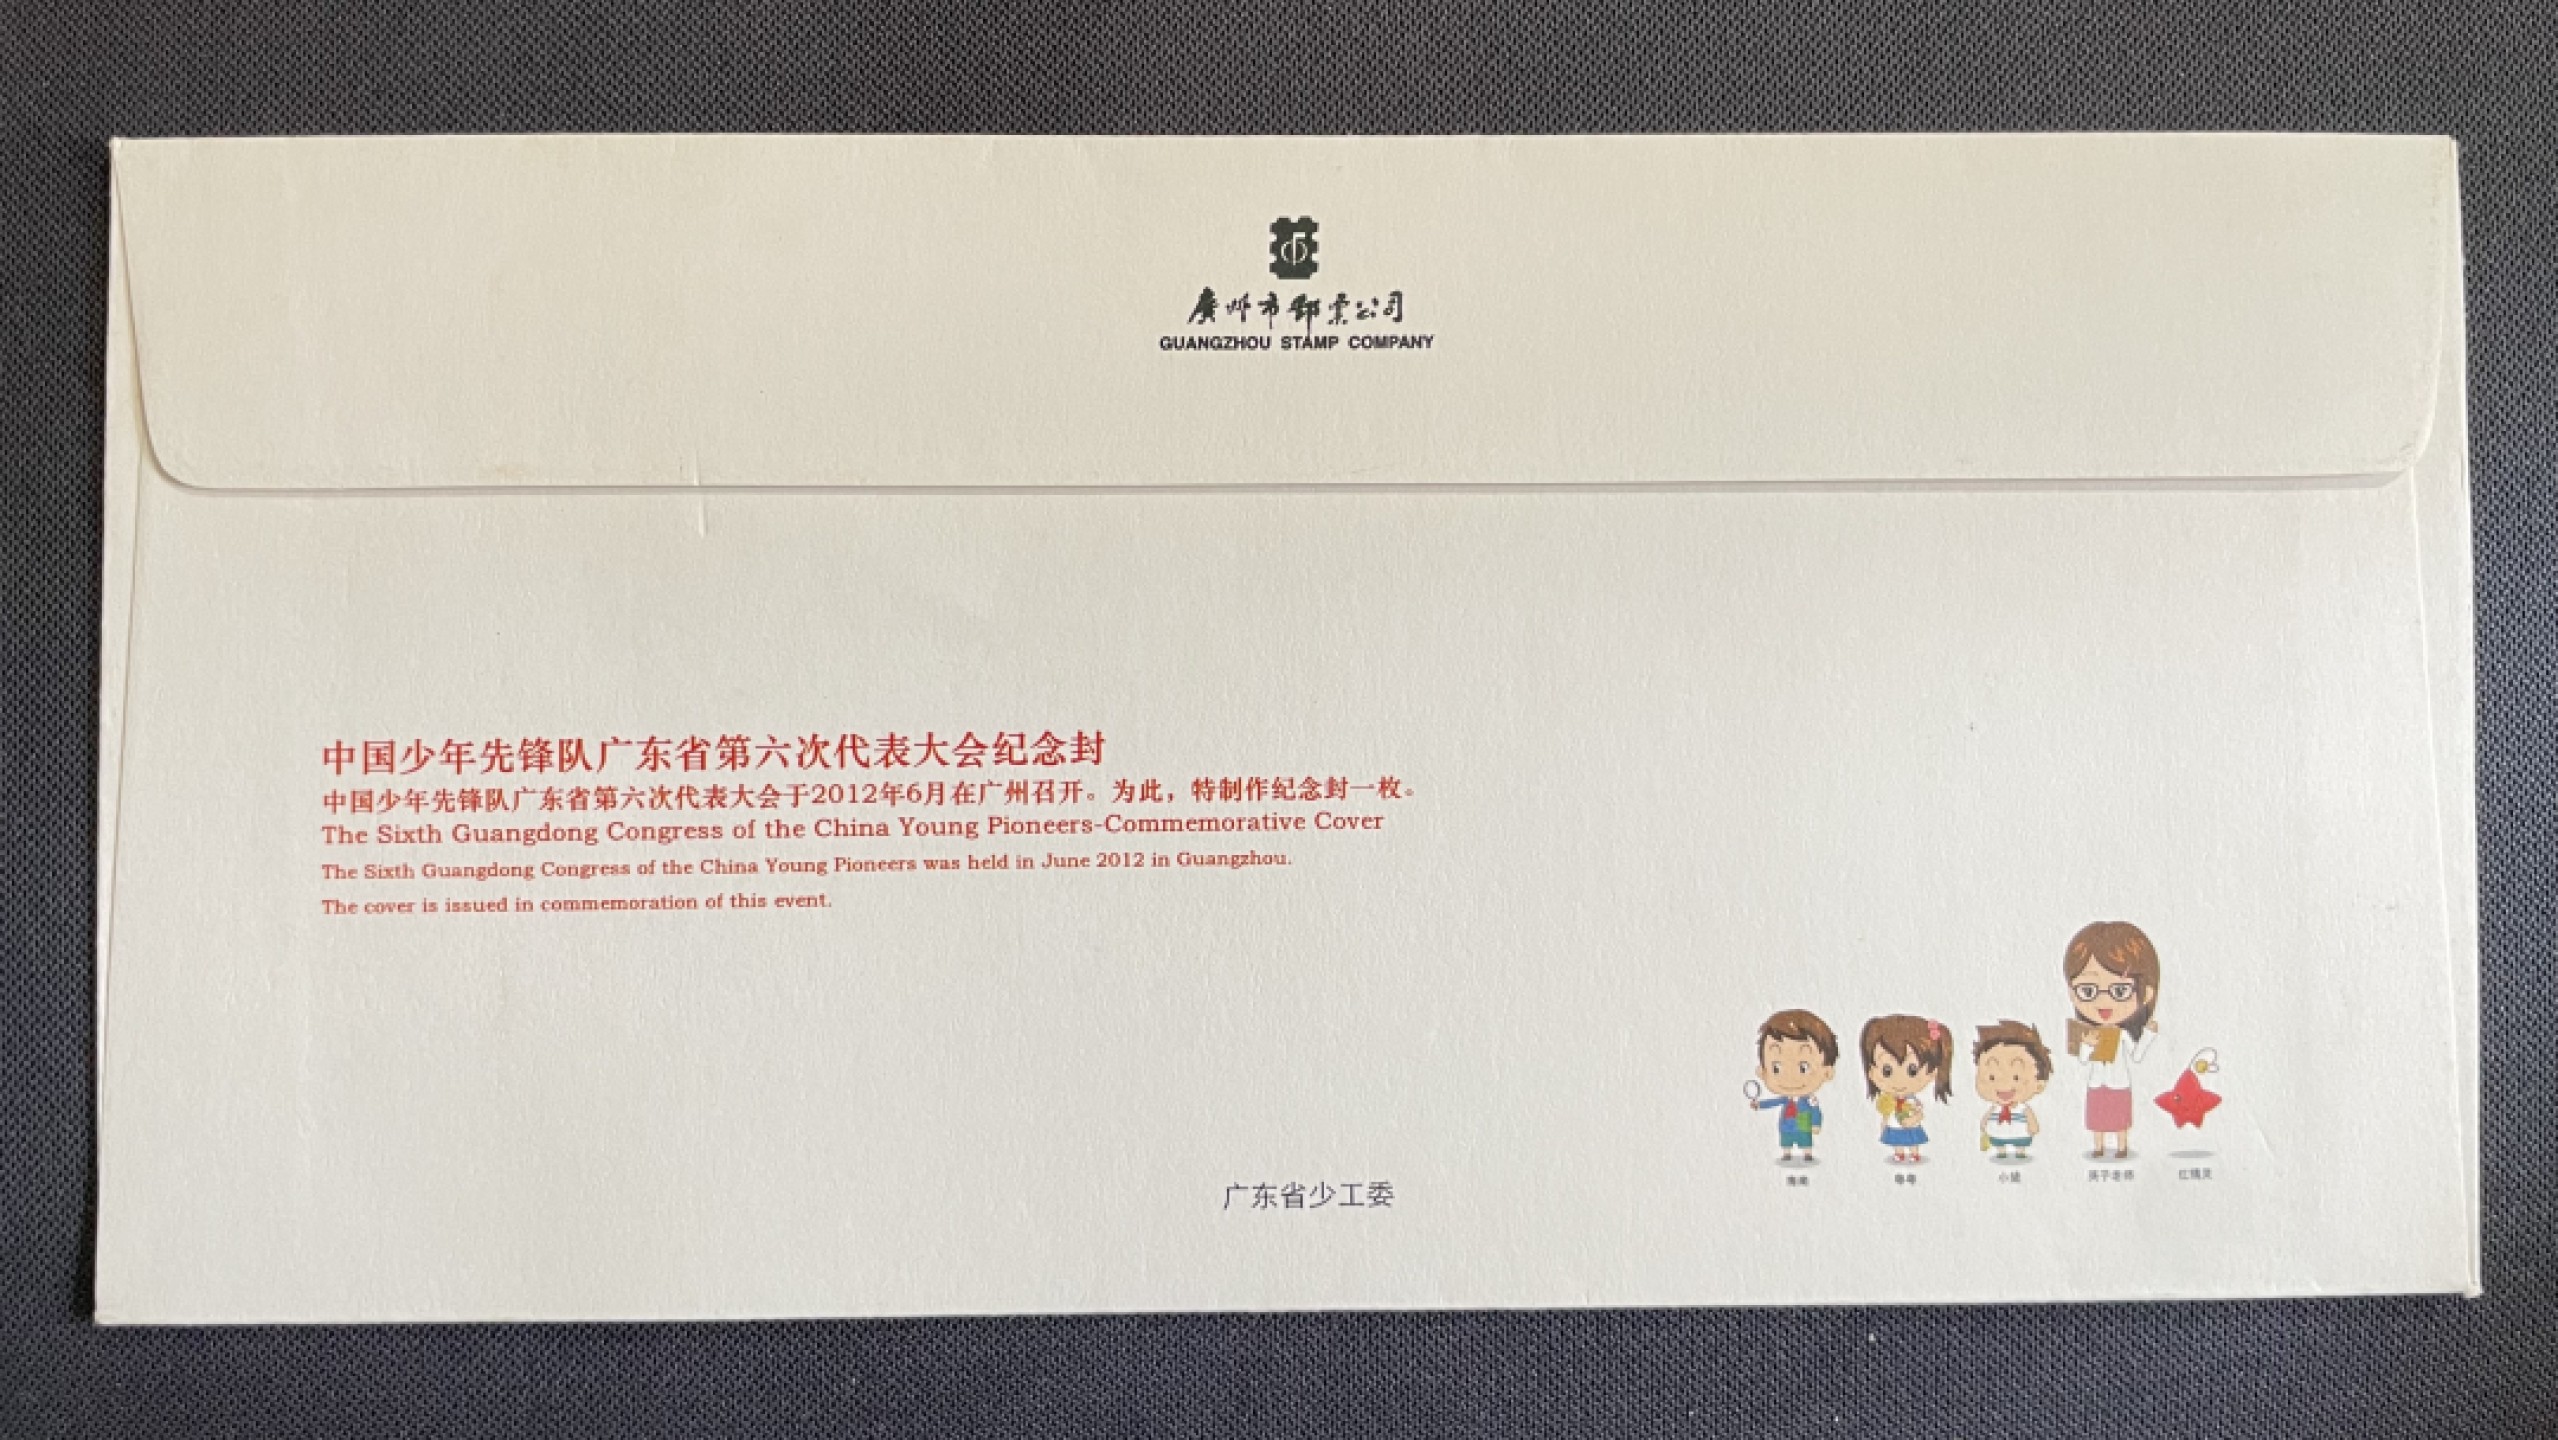 廣州市郵票公司
GUANGZHOU STAMP COMPANY
中国少年先锋队广东省第六次代表大会纪念封
中国少年先锋队广东省第六次代表大会于2012年6月在广州召开。为此，特制作纪念封一枚。
The Sixth Guangdong Congress of the China Young Pioneers-Commemorative Cover
The Sixth Guangdong Congress of the China Young Pioneers was held in June 2012 in Guangzhou.
The cover is issued in commemoration of this event.
红精灵
广东省少工委